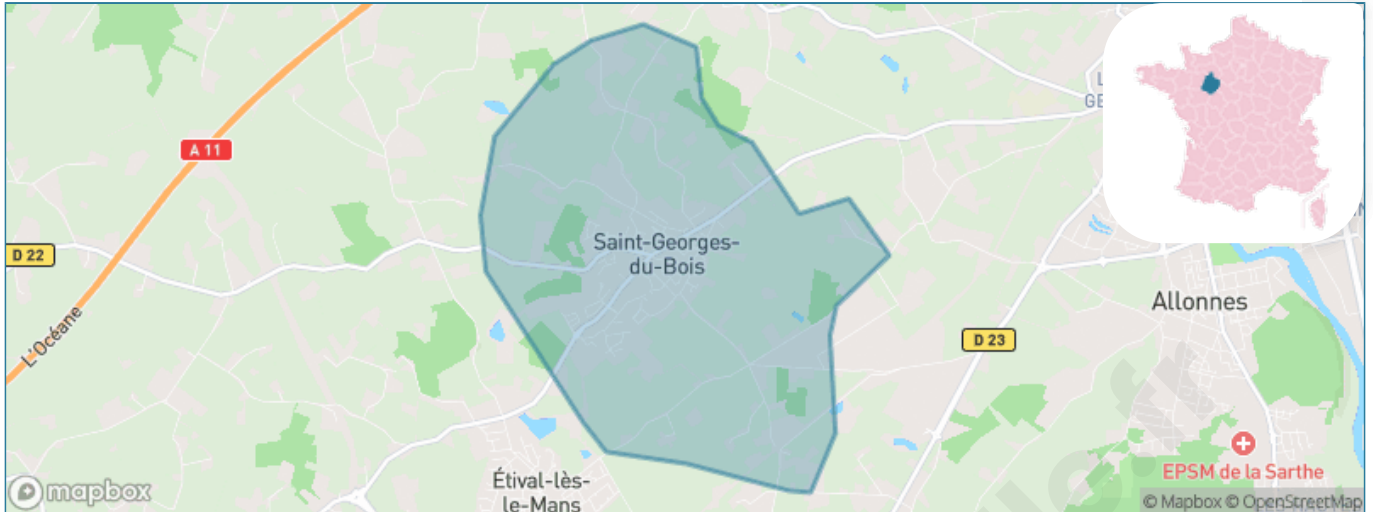 A 11
Saint-Georges-
du-Bois
D 22
L'Océane
Allonnes
D 23
EPSM de la Sarthe
Étival-lès-
le-Mans
mapbox
© Mapbox © OpenStreetMap